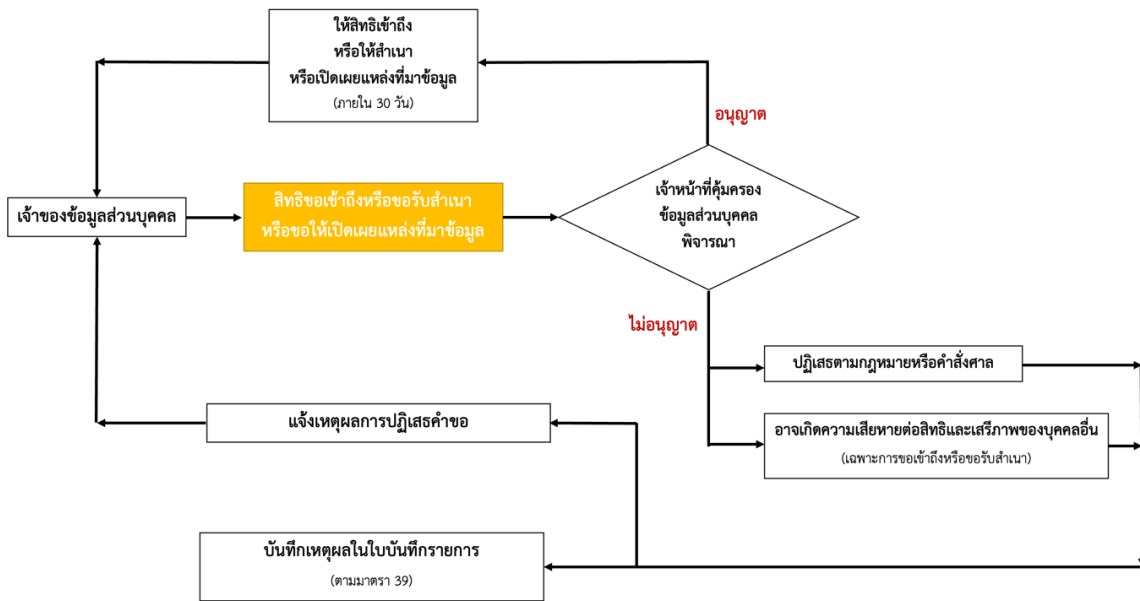 ให้สิทธิเข้าถึง
หรือให้สำเนา
หรือเปิดเผยแหล่งที่มาข้อมูล
(ภายใน 30 วัน)
อนุญาต
เจ้าของข้อมูลส่วนบุคคล
สิทธิขอเข้าถึงหรือขอรับสำเนา
หรือขอให้เปิดเผยแหล่งที่มาข้อมูล
เจ้าหน้าที่คุ้มครอง
ข้อมูลส่วนบุคคล
พิจารณา
ไม่อนุญาต
ปฏิเสธตามกฎหมายหรือคำสั่งศาล
อาจเกิดความเสียหายต่อสิทธิและเสรีภาพของบุคคลอื่น
(เฉพาะการขอเข้าถึงหรือขอรับสำเนา)
แจ้งเหตุผลการปฏิเสธคำขอ
บันทึกเหตุผลในใบบันทึกรายการ
(ตามมาตรา 39)